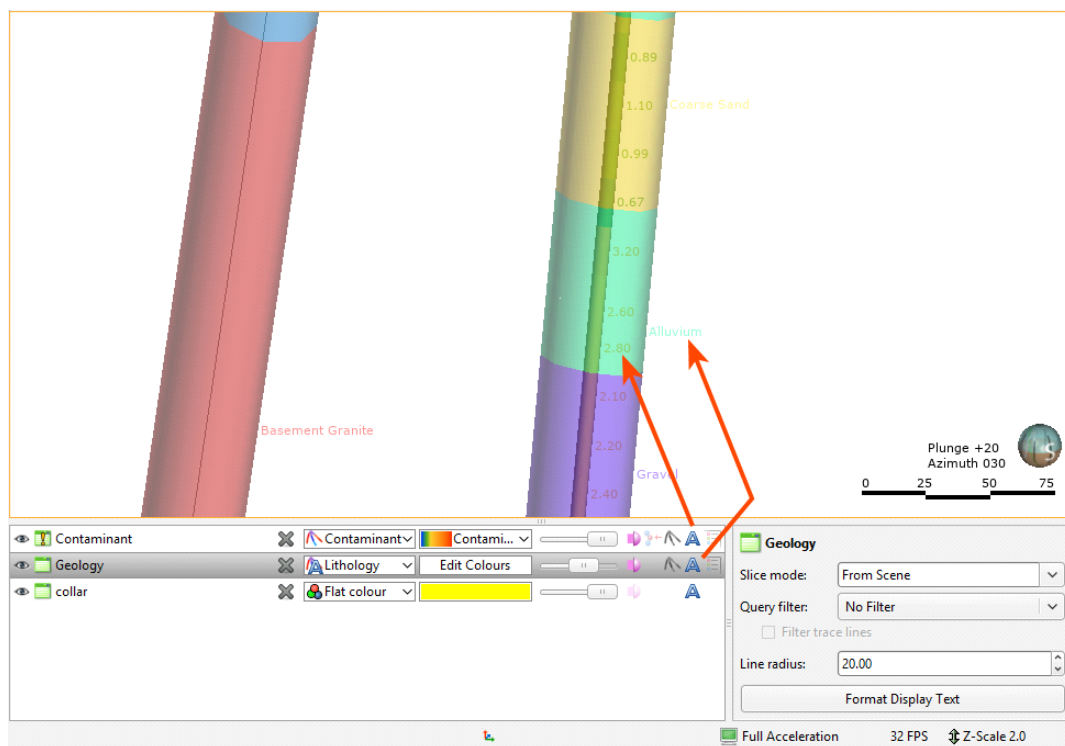 0.89
1.10
Coarse Sand
0.99
0.67
3.20
2.60
Alluvium
2.80
2.10
Basement Granite
2.20
Gravel
2.40
Plunge +20
Azimuth 030
S
0 25 50 75
Contaminant Contaminant Contami...
Geology Lithology Edit Colours
collar Flat colour
Geology
Slice mode: From Scene
Query filter: No Filter
Filter trace lines
Line radius: 20.00
Format Display Text
Full Acceleration 32 FPS Z-Scale 2.0